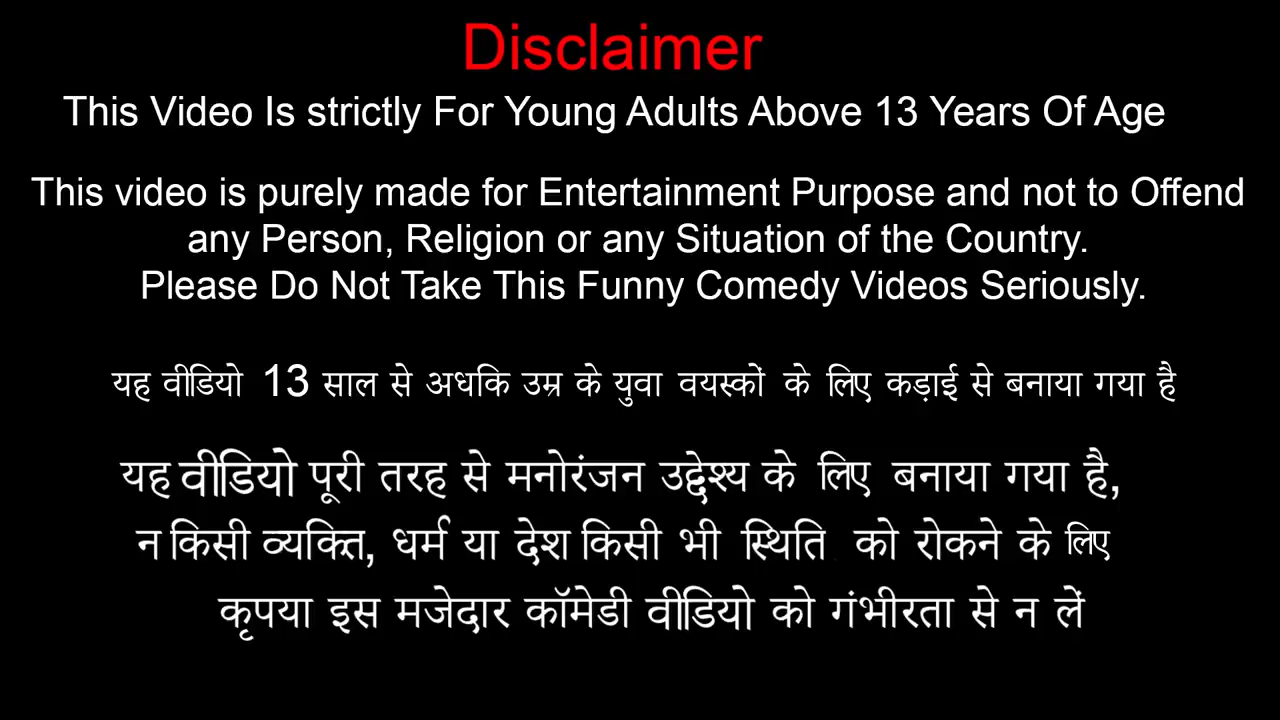 Disclaimer
This Video Is strictly For Young Adults Above 13 Years Of Age
This video is purely made for Entertainment Purpose and not to Offend
any Person, Religion or any Situation of the Country.
Please Do Not Take This Funny Comedy Videos Seriously.
यह वीडियो 13 साल से अधकि उम्र के युवा वयस्कों के लिए कड़ाई से बनाया गया है
यह वीडियो पूरी तरह से मनोरंजन उद्देश्य के लिए बनाया गया है,
न किसी व्यक्ति, धर्म या देश किसी भी स्थिति को रोकने के लिए
कृपया इस मजेदार कॉमेडी वीडियो को गंभीरता से न लें